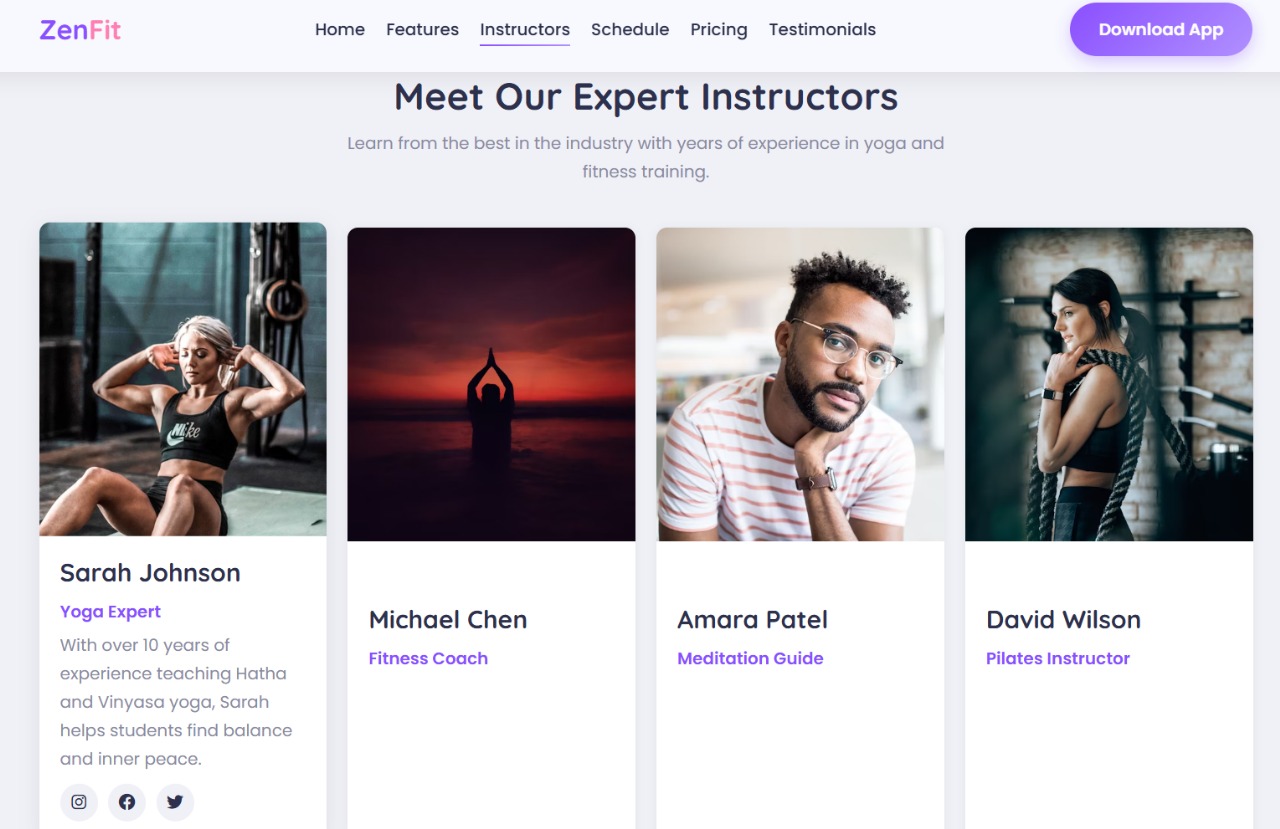 ZenFit
Home Features Instructors Schedule Pricing Testimonials
Download App
Meet Our Expert Instructors
Learn from the best in the industry with years of experience in yoga and
fitness training.
Nike
Sarah Johnson
Yoga Expert
With over 10 years of
experience teaching Hatha
and Vinyasa yoga, Sarah
helps students find balance
and inner peace.
Michael Chen
Fitness Coach
Amara Patel
Meditation Guide
David Wilson
Pilates Instructor